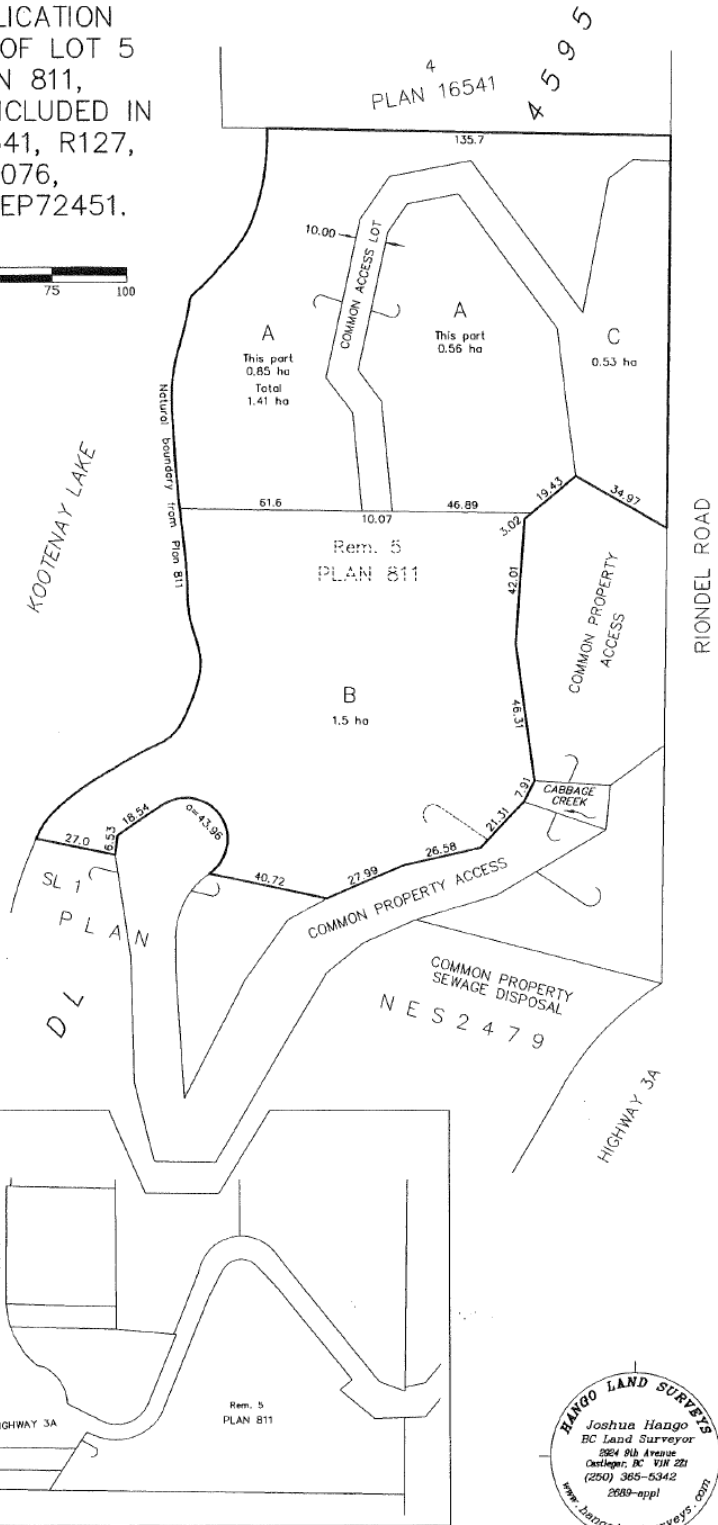 LICATION
OF LOT 5
N 811,
NCLUDED IN
41, R127,
076,
EP72451.
75
100
4
PLAN 16541
4595
135.7
10.00
COMMON ACCESS LOT
A
This part
0.85 ha
Total
1.41 ha
A
This part
0.56 ha
C
0.53 ha
Natural boundary from Plan 811
KOOTENAY LAKE
61.6
10.07
46.89
3.02
19.43
34.97
Rem. 5
PLAN 811
42.01
COMMON PROPERTY
ACCESS
RIONDEL ROAD
B
1.5 ha
46.31
7.91
CABBAGE
CREEK
27.0
6.53
18.54
a=43.96
40.72
27.99
26.58
21.31
COMMON PROPERTY ACCESS
SL 1
PLAN
DL
COMMON PROPERTY
SEWAGE DISPOSAL
NES2479
HIGHWAY 3A
GHWAY 3A
Rem. 5
PLAN 811
HANGO LAND SURVEYS
Joshua Hango
BC Land Surveyor
2924 9th Avenue
Castlegar, BC V1N 2Z1
(250) 365-5342
2689-appl